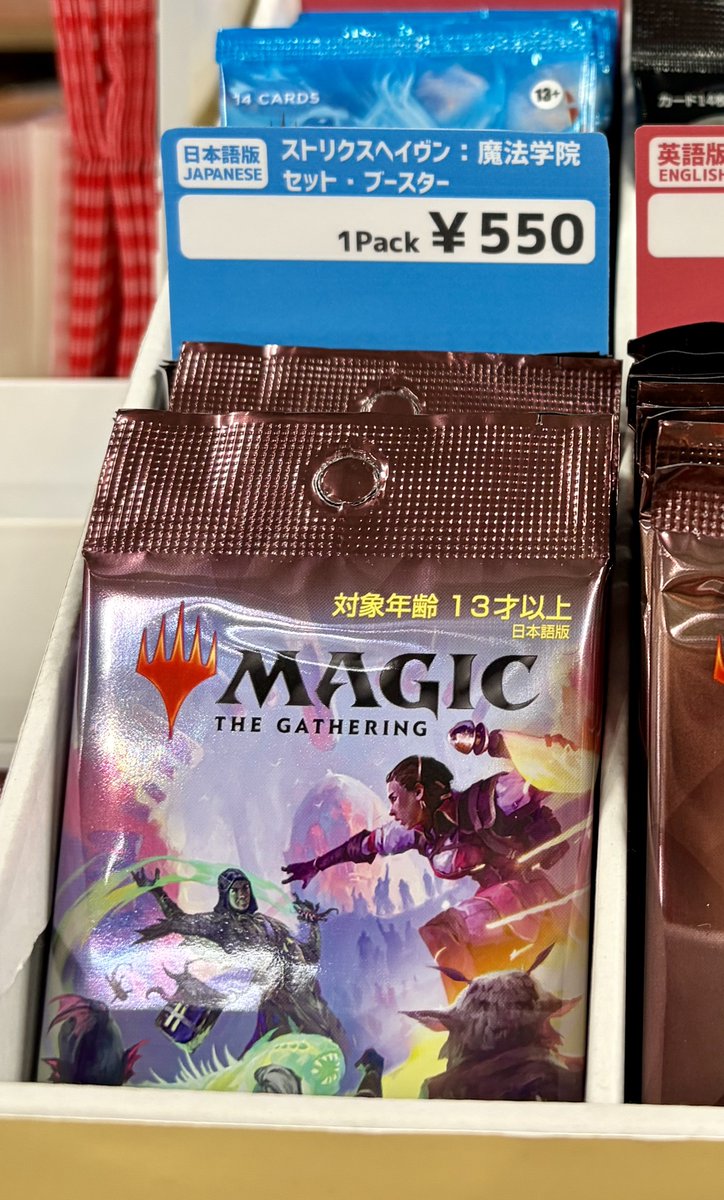 14 CARDS
13+
カード14
日本語版
JAPANESE
ストリクスヘイヴン：魔法学院
セット・ブースター
1Pack ¥550
英語版
ENGLISH
対象年齢 13才以上
日本語版
MAGIC
THE GATHERING